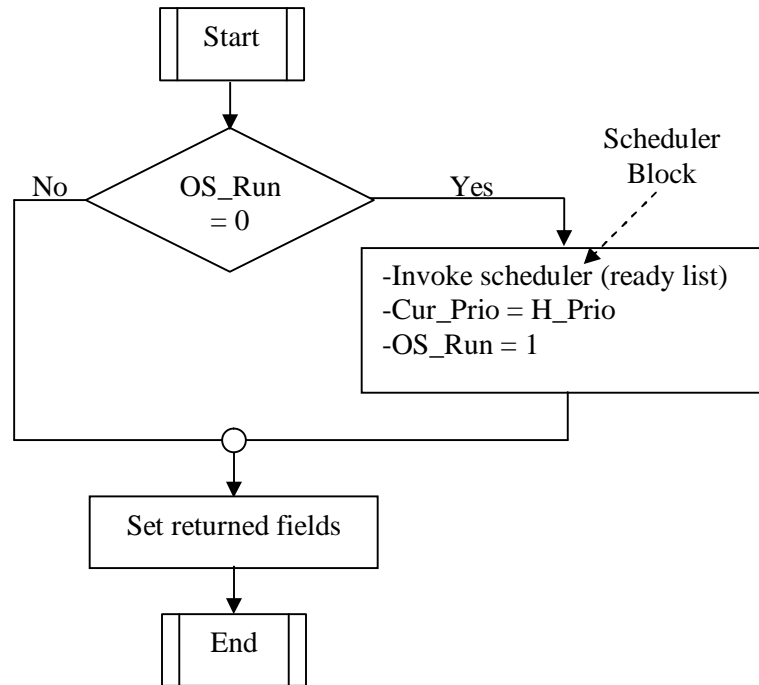 Start
Scheduler
Block
No
OS_Run
= 0
Yes
-Invoke scheduler (ready list)
-Cur_Prio = H_Prio
-OS_Run = 1
Set returned fields
End